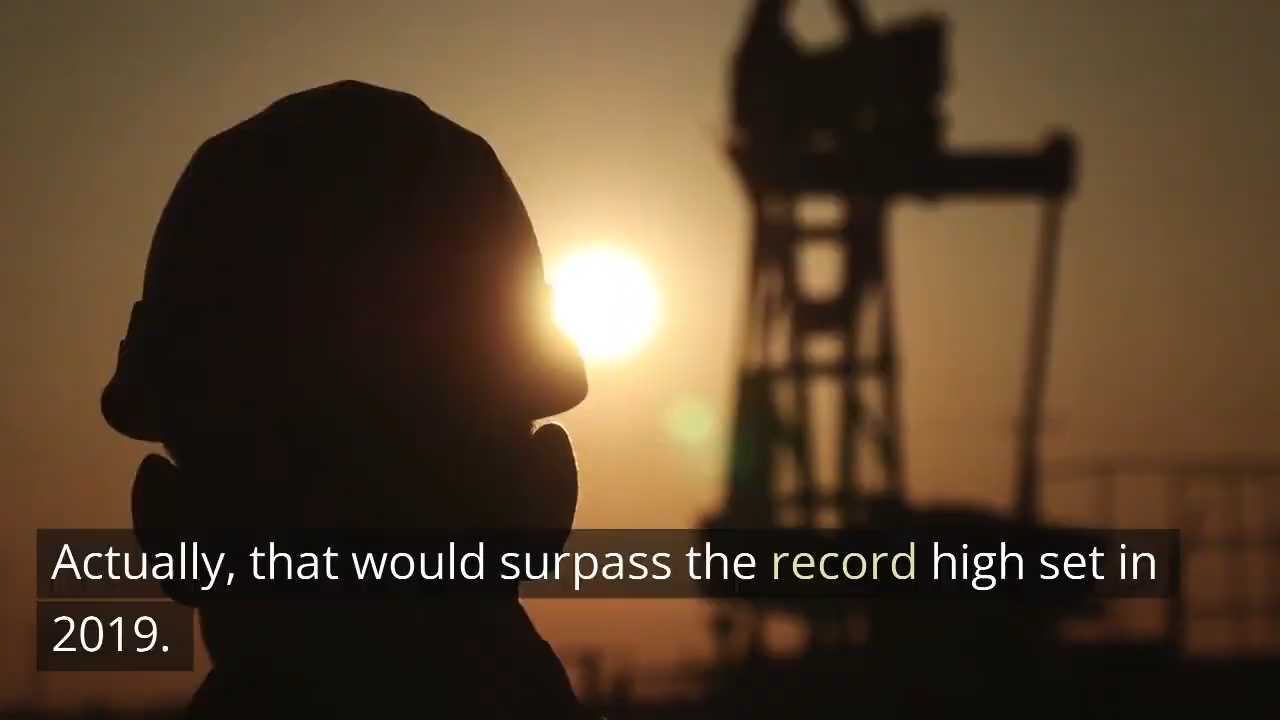 Actually, that would surpass the record high set in
2019.